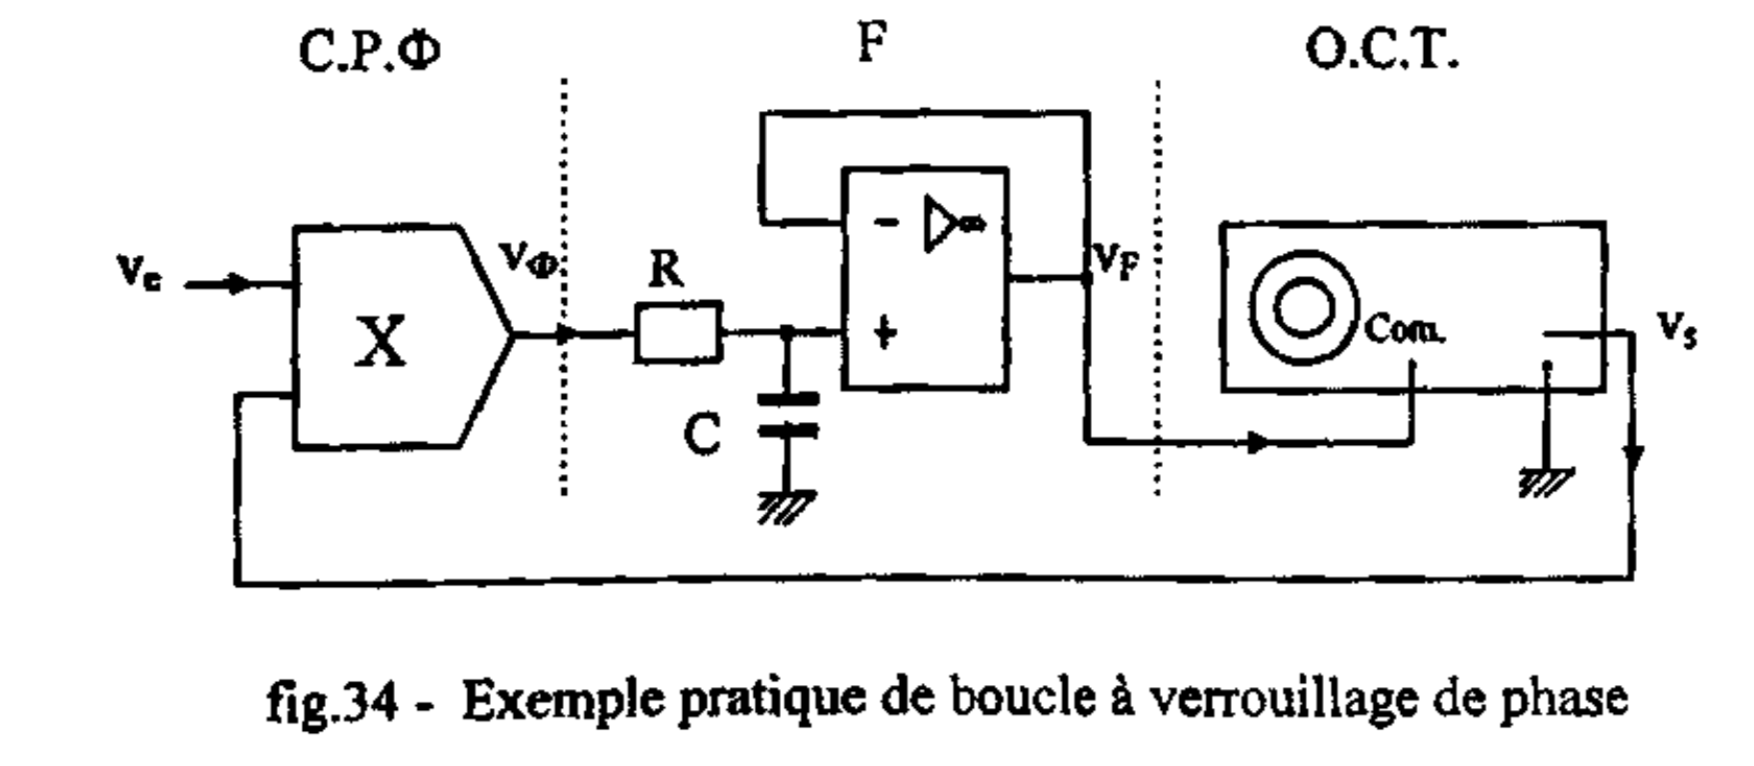 C.P.Φ
F
O.C.T.
ve
X
vΦ
R
C
-
∞
+
vF
Com.
vs
fig.34 - Exemple pratique de boucle à verrouillage de phase